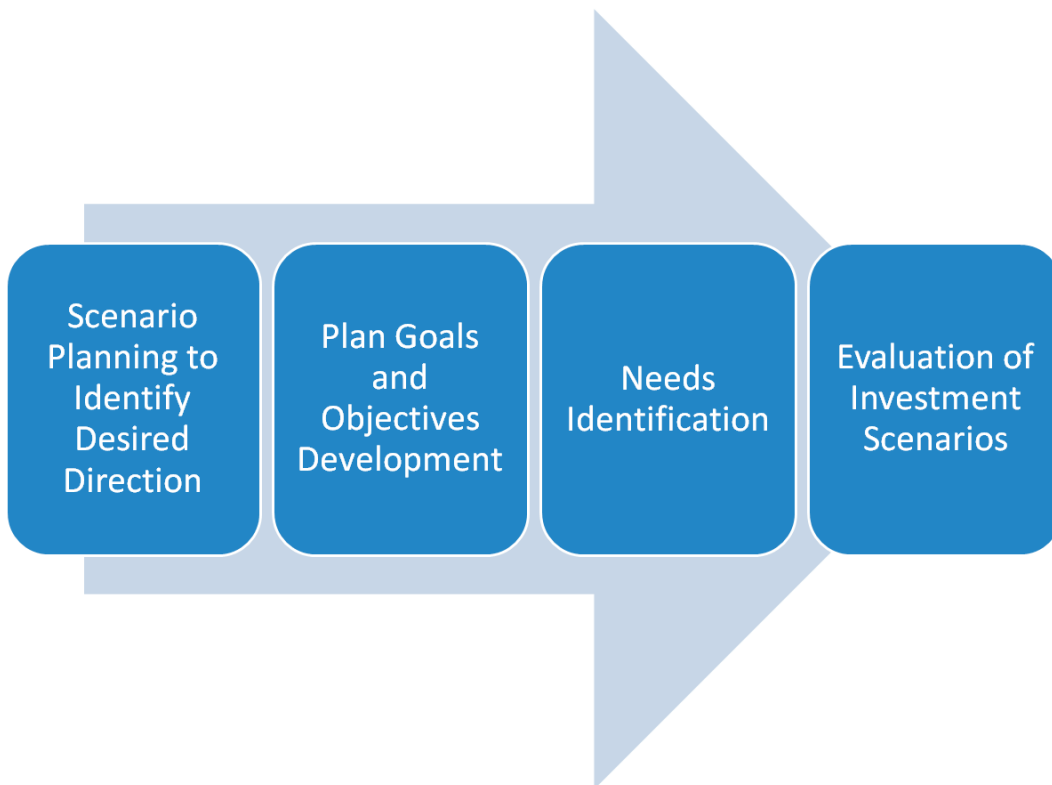 Scenario
Planning to
Identify
Desired
Direction
Plan Goals
and
Objectives
Development
Needs
Identification
Evaluation of
Investment
Scenarios